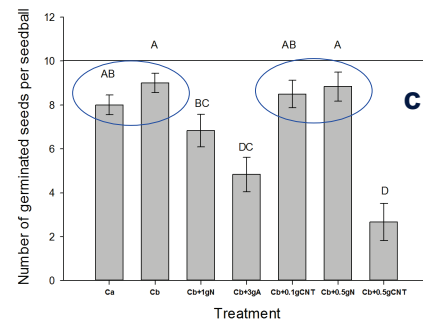 Number of germinated seeds per seedball
12
10
8
6
4
2
0
AB
A
BC
DC
AB
A
D
C
Ca
Cb
Cb+1gN
Cb+3gA
Cb+0.1gCNT
Cb+0.5gN
Cb+0.5gCNT
Treatment